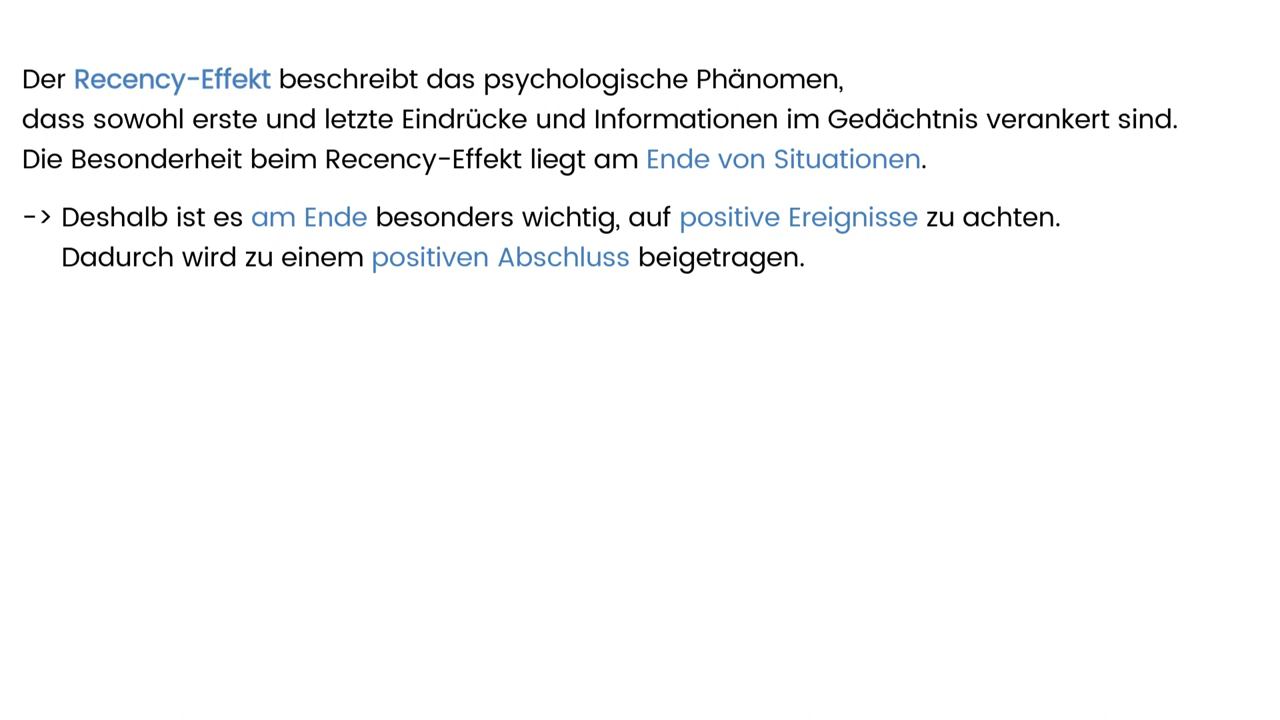 Der Recency-Effekt beschreibt das psychologische Phänomen,
dass sowohl erste und letzte Eindrücke und Informationen im Gedächtnis verankert sind.
Die Besonderheit beim Recency-Effekt liegt am Ende von Situationen.
-> Deshalb ist es am Ende besonders wichtig, auf positive Ereignisse zu achten.
Dadurch wird zu einem positiven Abschluss beigetragen.